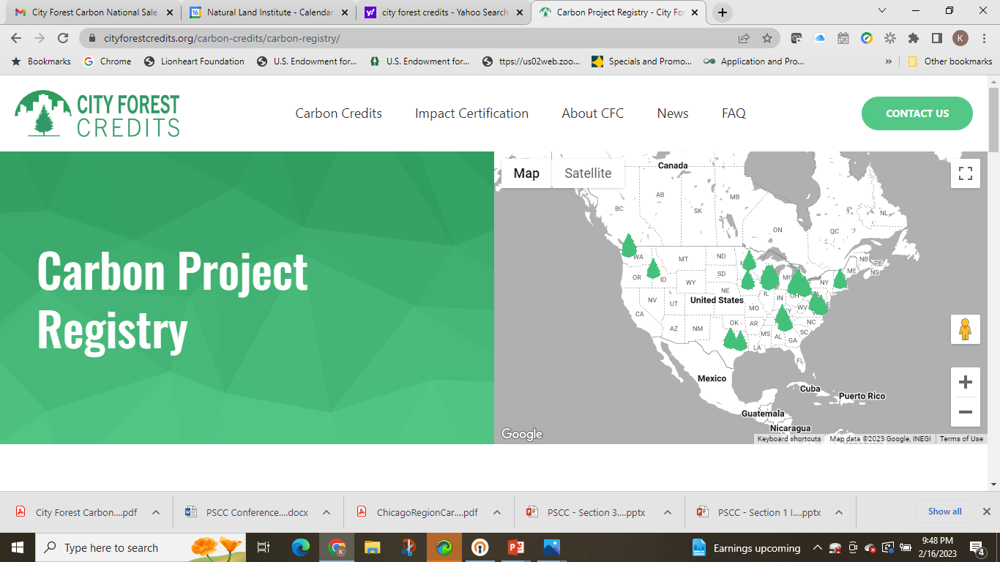 City Forest Carbon National Sale
Natural Land Institute - Calendar
city forest credits - Yahoo Search
Carbon Project Registry - City For
16
cityforestcredits.org/carbon-credits/carbon-registry/
K
Bookmarks
Chrome
Lionheart Foundation
U.S. Endowment for...
U.S. Endowment for...
ttps://us02web.zoo...
Specials and Promo...
Application and Pro...
»
Other bookmarks
CITY FOREST
CREDITS
Carbon Credits
Impact Certification
About CFC
News
FAQ
CONTACT US
Carbon Project
Registry
Map
Satellite
Canada
AB
MB
BC
SK
NL
ON
QC
NB
PE
NS
WA
MT
ND
ME
OR
ID
SD
MI
NY
WY
NE
IL
IN
OH
NV
UT
United States
MO
WV
CA
NC
AZ
NM
OK
AR
SC
MS
AL
GA
LA
FL
Mexico
Cuba
Puerto Rico
Guatemala
Nicaragua
Venezuela
Google
Keyboard shortcuts
Map data ©2023 Google, INEGI
Terms of Use
City Forest Carbon....pdf
PSCC Conference....docx
ChicagoRegionCar....pdf
PSCC - Section 3....pptx
PSCC - Section 1 I....pptx
Show all
Type here to search
K
Earnings upcoming
9:48 PM
2/16/2023
4